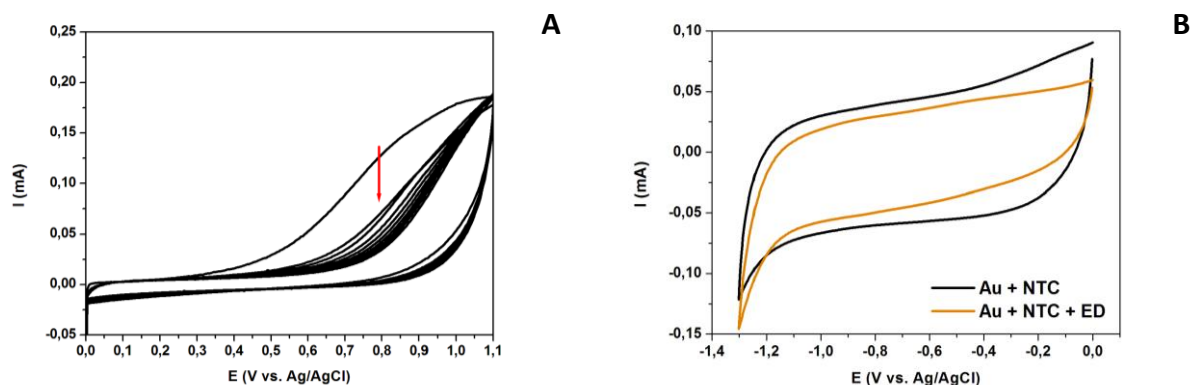 A
0,25
0,20
0,15
0,10
0,05
0,00
-0,05
I (mA)
0,0 0,1 0,2 0,3 0,4 0,5 0,6 0,7 0,8 0,9 1,0 1,1
E (V vs. Ag/AgCl)
B
0,10
0,05
0,00
-0,05
-0,10
-0,15
I (mA)
Au + NTC
Au + NTC + ED
-1,4 -1,2 -1,0 -0,8 -0,6 -0,4 -0,2 0,0
E (V vs. Ag/AgCl)